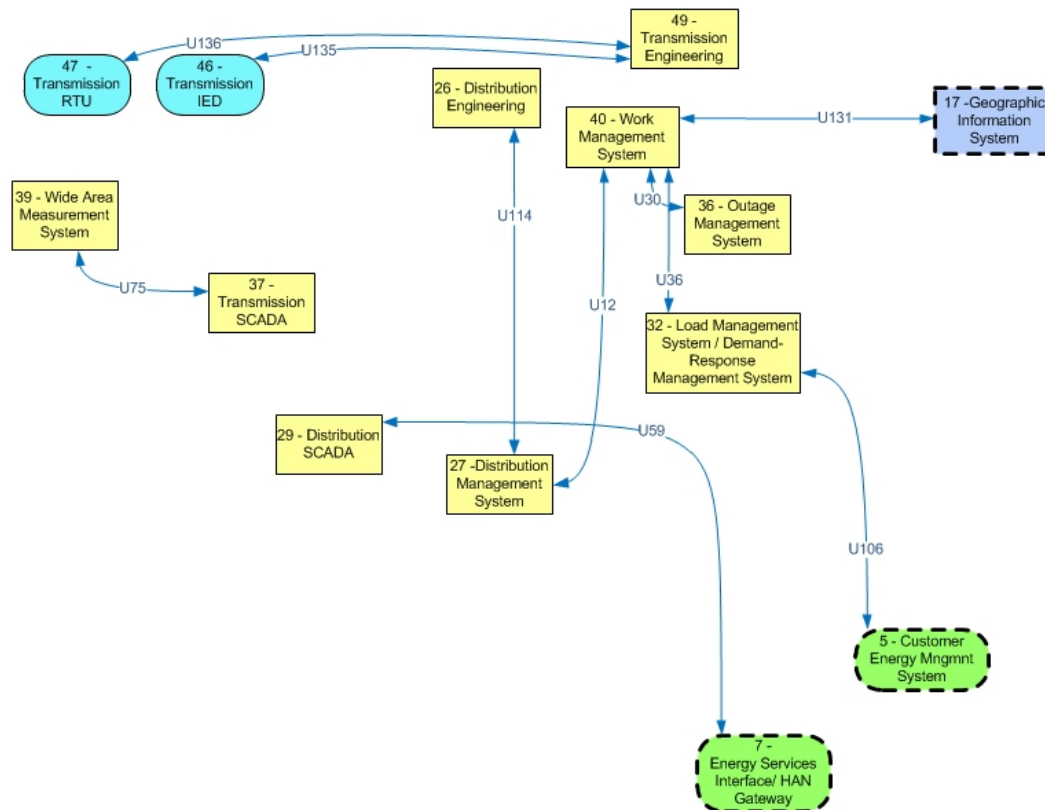 49 -
Transmission
Engineering
U136
U135
47 -
Transmission
RTU
46 -
Transmission
IED
26 - Distribution
Engineering
40 - Work
Management
System
U131
17 -Geographic
Information
System
39 - Wide Area
Measurement
System
U114
U30
36 - Outage
Management
System
U75
37 -
Transmission
SCADA
U12
U36
32 - Load Management
System / Demand-
Response
Management System
29 - Distribution
SCADA
U59
27 -Distribution
Management
System
U106
5 - Customer
Energy Mngmnt
System
7 -
Energy Services
Interface/ HAN
Gateway